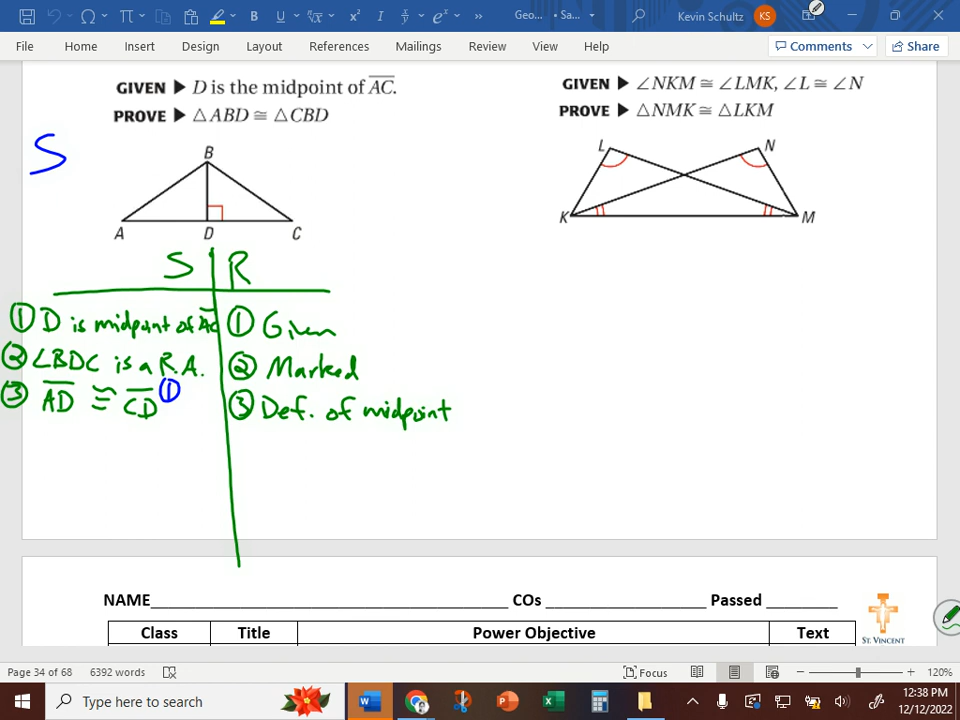 Geo... • Sa...
Kevin Schultz
KS
File Home Insert Design Layout References Mailings Review View Help
Comments
Share
GIVEN ▶ D is the midpoint of AC.
PROVE ▶ △ABD ≅ △CBD
GIVEN ▶ ∠NKM ≅ ∠LMK, ∠L ≅ ∠N
PROVE ▶ △NMK ≅ △LKM
S
B
A D C
L N
K M
S R
① D is midpoint of AC ① Given
② ∠BDC is a R.A. ② Marked
③ AD ≅ CD ① ③ Def. of midpoint
NAME COs Passed
Class Title Power Objective Text
ST. VINCENT
Page 34 of 68 6392 words
Focus
120%
Type here to search
12:38 PM
12/12/2022